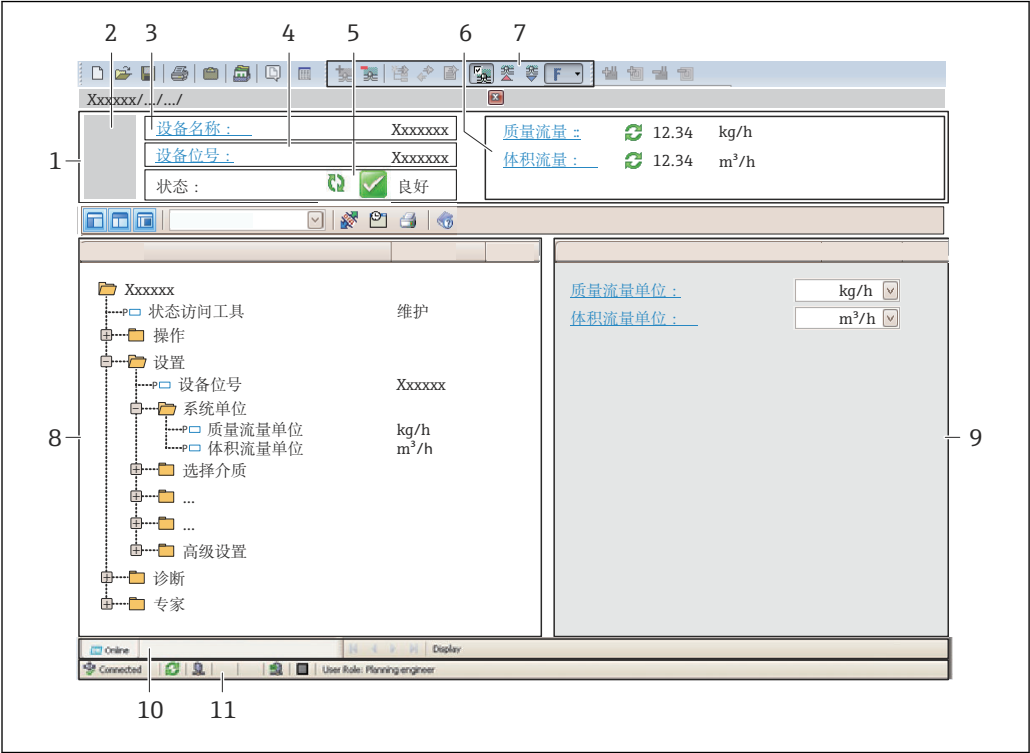 2 3 4 5 6 7
F
Xxxxxx/.../.../
设备名称： Xxxxxxx
设备位号： Xxxxxxx
状态： 良好
1
质量流量 :: 12.34 kg/h
体积流量： 12.34 m³/h
Xxxxxx
P 状态访问工具 维护
操作
设置
P 设备位号 Xxxxxx
系统单位
P 质量流量单位 kg/h
P 体积流量单位 m³/h
选择介质
...
...
高级设置
诊断
专家
8
质量流量单位： kg/h
体积流量单位： m³/h
9
Online Display
Connected User Role: Planning engineer
10 11